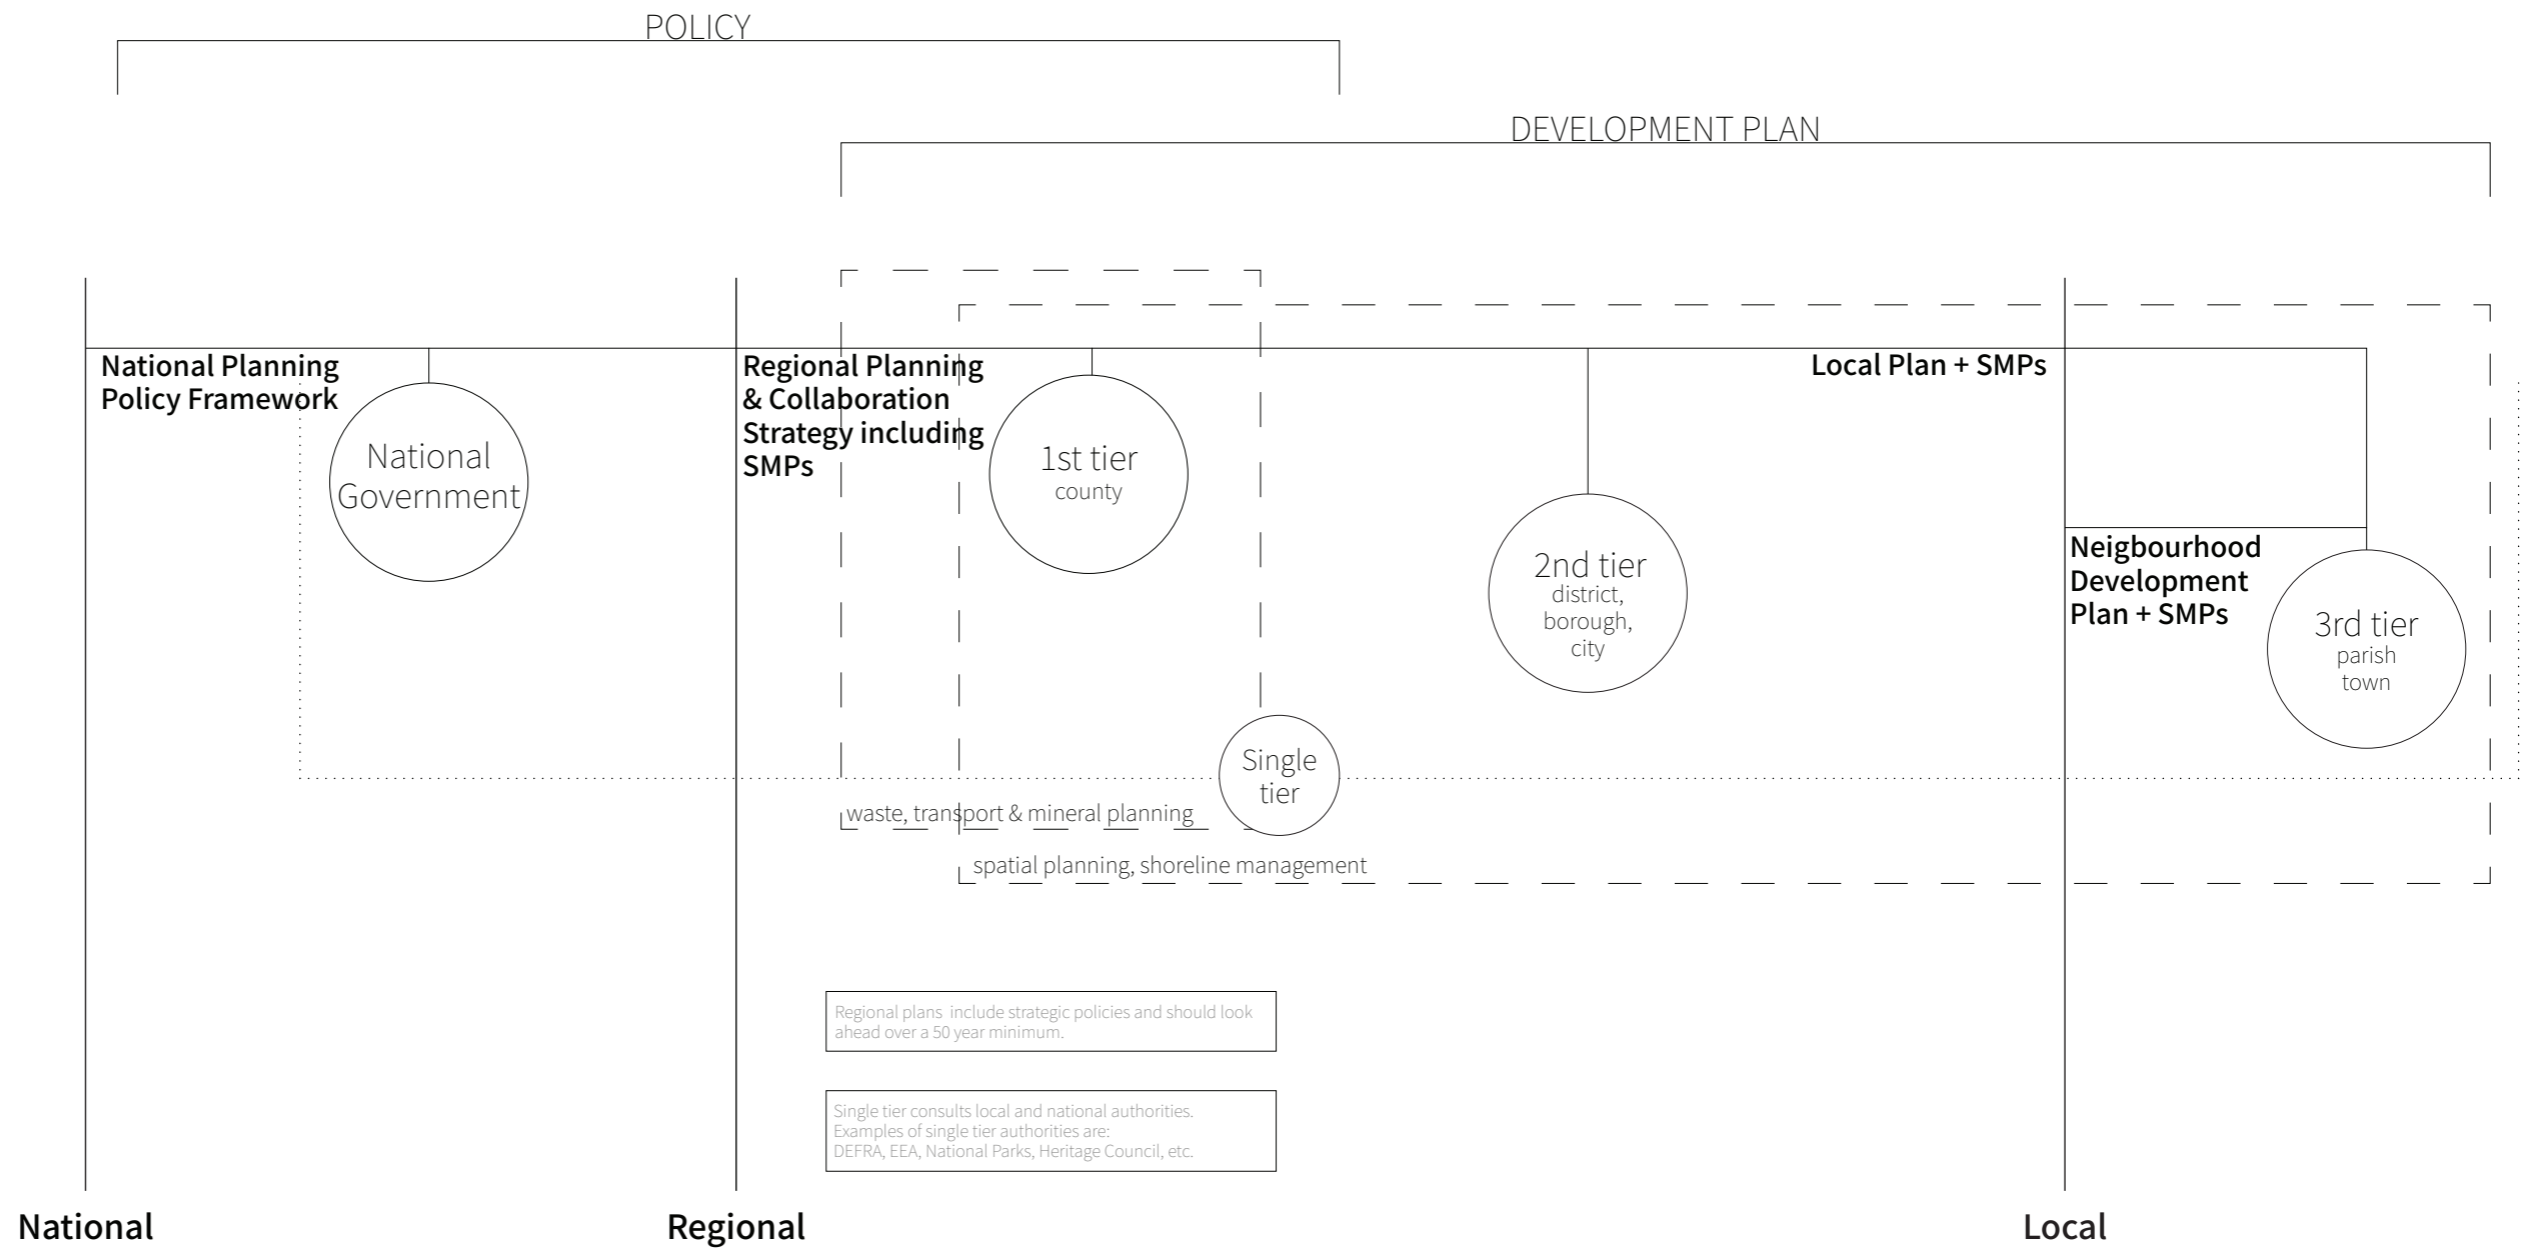 POLICY
DEVELOPMENT PLAN
National Planning
Policy Framework
National
Government
Regional Planning
& Collaboration
Strategy including
SMPs
1st tier
county
2nd tier
district,
borough,
city
Local Plan + SMPs
Neigbourhood
Development
Plan + SMPs
3rd tier
parish
town
Single
tier
waste, transport & mineral planning
spatial planning, shoreline management
Regional plans include strategic policies and should look
ahead over a 50 year minimum.
Single tier consults local and national authorities.
Examples of single tier authorities are:
DEFRA, EEA, National Parks, Heritage Council, etc.
National
Regional
Local